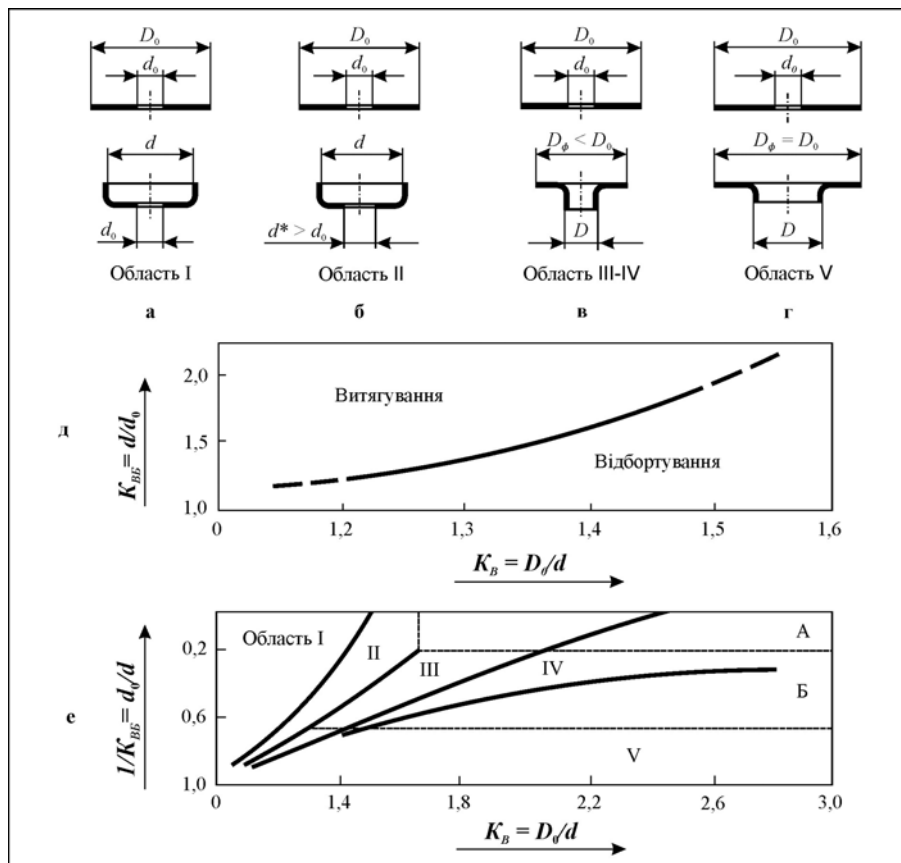 D₀ D₀ D₀ D₀
d₀ d₀ d₀ d₀
d d D_ф < D₀ D_ф = D₀
d₀ d* > d₀ D D
Область I Область II Область III-IV Область V
а б в г
д
K_ВБ = d/d₀
2,0
1,5
1,0
Витягування
Відбортування
0 1,2 1,3 1,4 1,5 1,6
K_В = D₀/d
е
1/K_ВБ = d₀/d
0,2
0,6
1,0
Область I
II
III
IV
А
Б
V
0 1,4 1,8 2,2 2,6 3,0
K_В = D₀/d